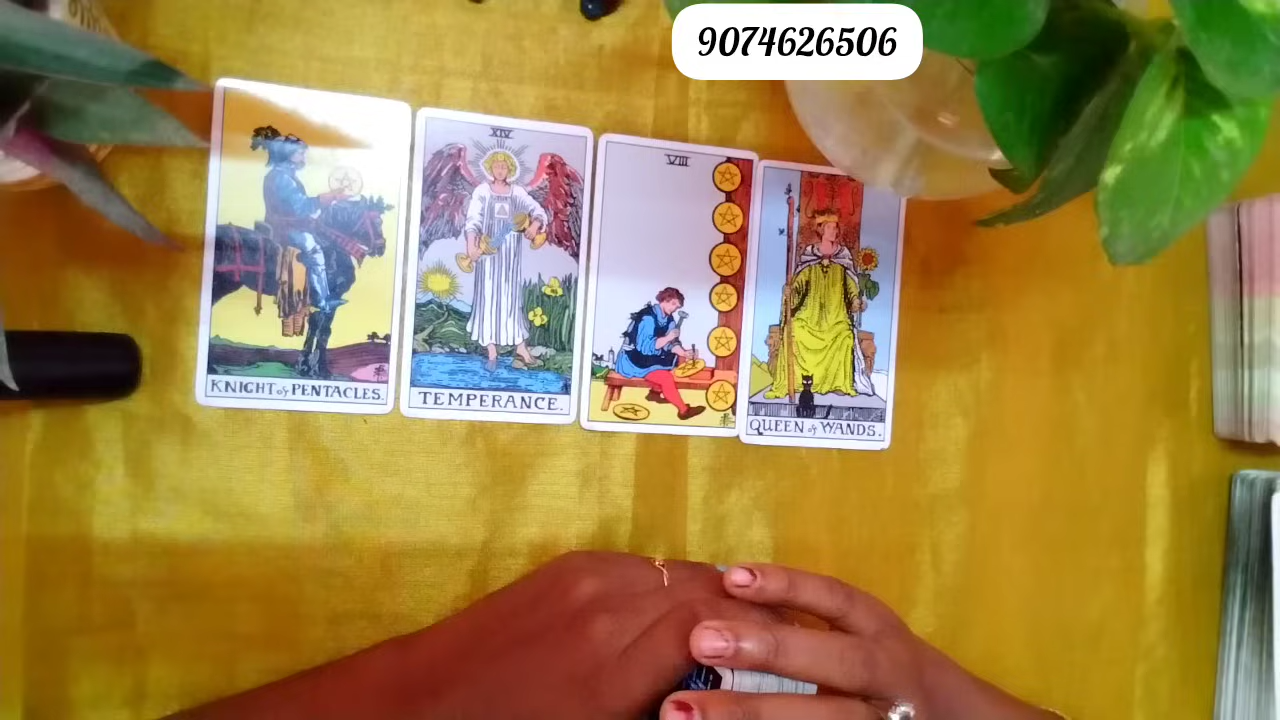 9074626506
XIV
VIII
KNIGHT of PENTACLES.
TEMPERANCE.
QUEEN of WANDS.